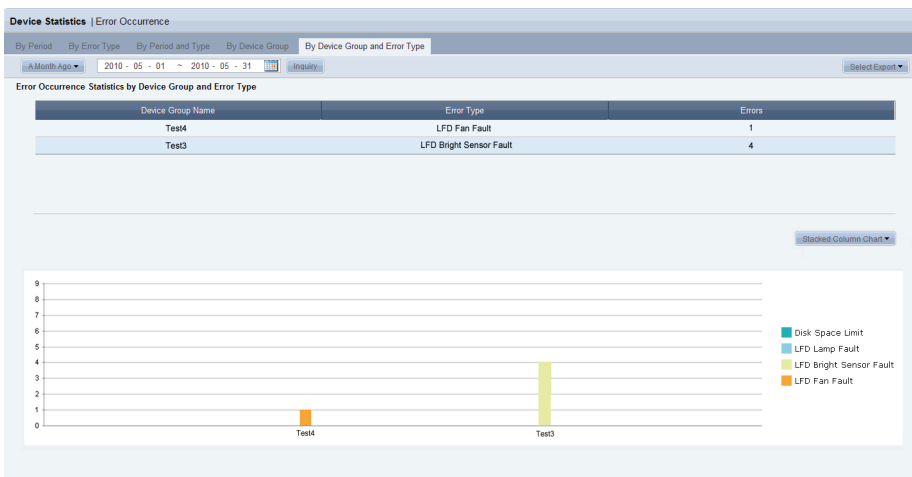 Device Statistics | Error Occurrence
By Period By Error Type By Period and Type By Device Group By Device Group and Error Type
A Month Ago 2010 - 05 - 01 ~ 2010 - 05 - 31 Inquiry Select Export
Error Occurrence Statistics by Device Group and Error Type
Device Group Name Error Type Errors
Test4 LFD Fan Fault 1
Test3 LFD Bright Sensor Fault 4
Stacked Column Chart
9
8
7
6
5
4
3
2
1
0
Test4 Test3
Disk Space Limit
LFD Lamp Fault
LFD Bright Sensor Fault
LFD Fan Fault